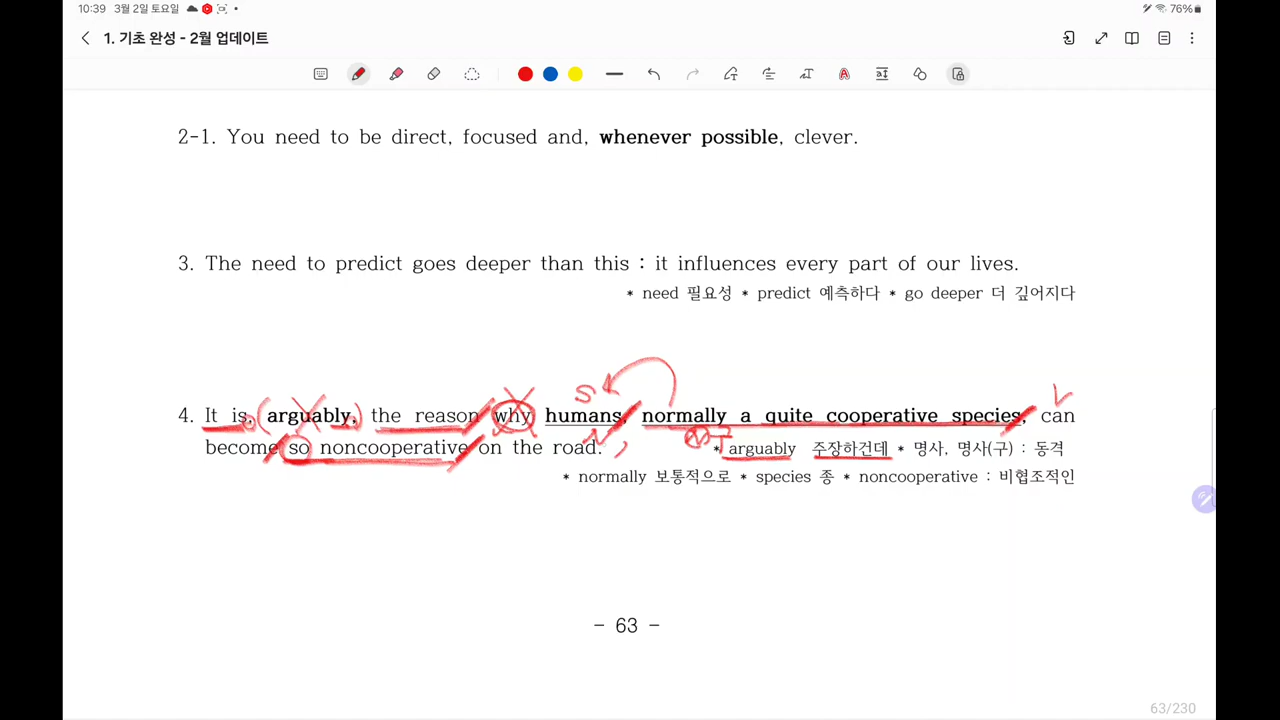 10:39 3월 2일 토요일
76%
1. 기초 완성 - 2월 업데이트
2-1. You need to be direct, focused and, whenever possible, clever.
3. The need to predict goes deeper than this : it influences every part of our lives.
* need 필요성 * predict 예측하다 * go deeper 더 깊어지다
S V
4. It is, (arguably,) the reason why humans, normally a quite cooperative species, can
become so noncooperative on the road. * arguably 주장하건데 * 명사, 명사(구) : 동격
* normally 보통적으로 * species 종 * noncooperative : 비협조적인
- 63 -
63/230